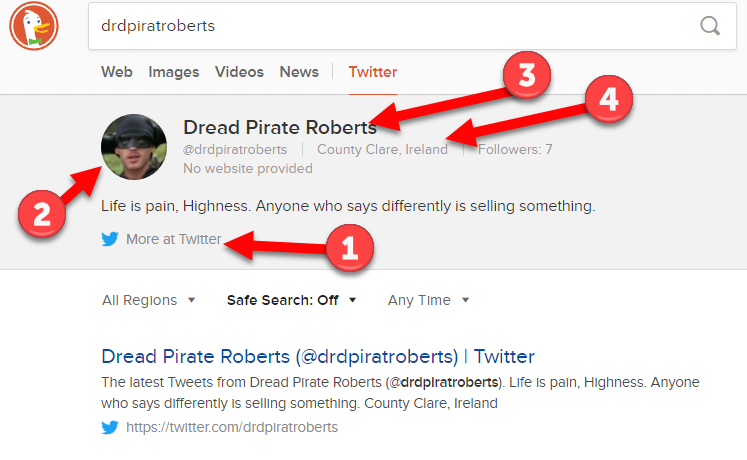 drdpiratroberts
Web Images Videos News Twitter
3
4
Dread Pirate Roberts
@drdpiratroberts County Clare, Ireland Followers: 7
No website provided
2
Life is pain, Highness. Anyone who says differently is selling something.
More at Twitter
1
All Regions Safe Search: Off Any Time
Dread Pirate Roberts (@drdpiratroberts) | Twitter
The latest Tweets from Dread Pirate Roberts (@drdpiratroberts). Life is pain, Highness. Anyone
who says differently is selling something. County Clare, Ireland
https://twitter.com/drdpiratroberts